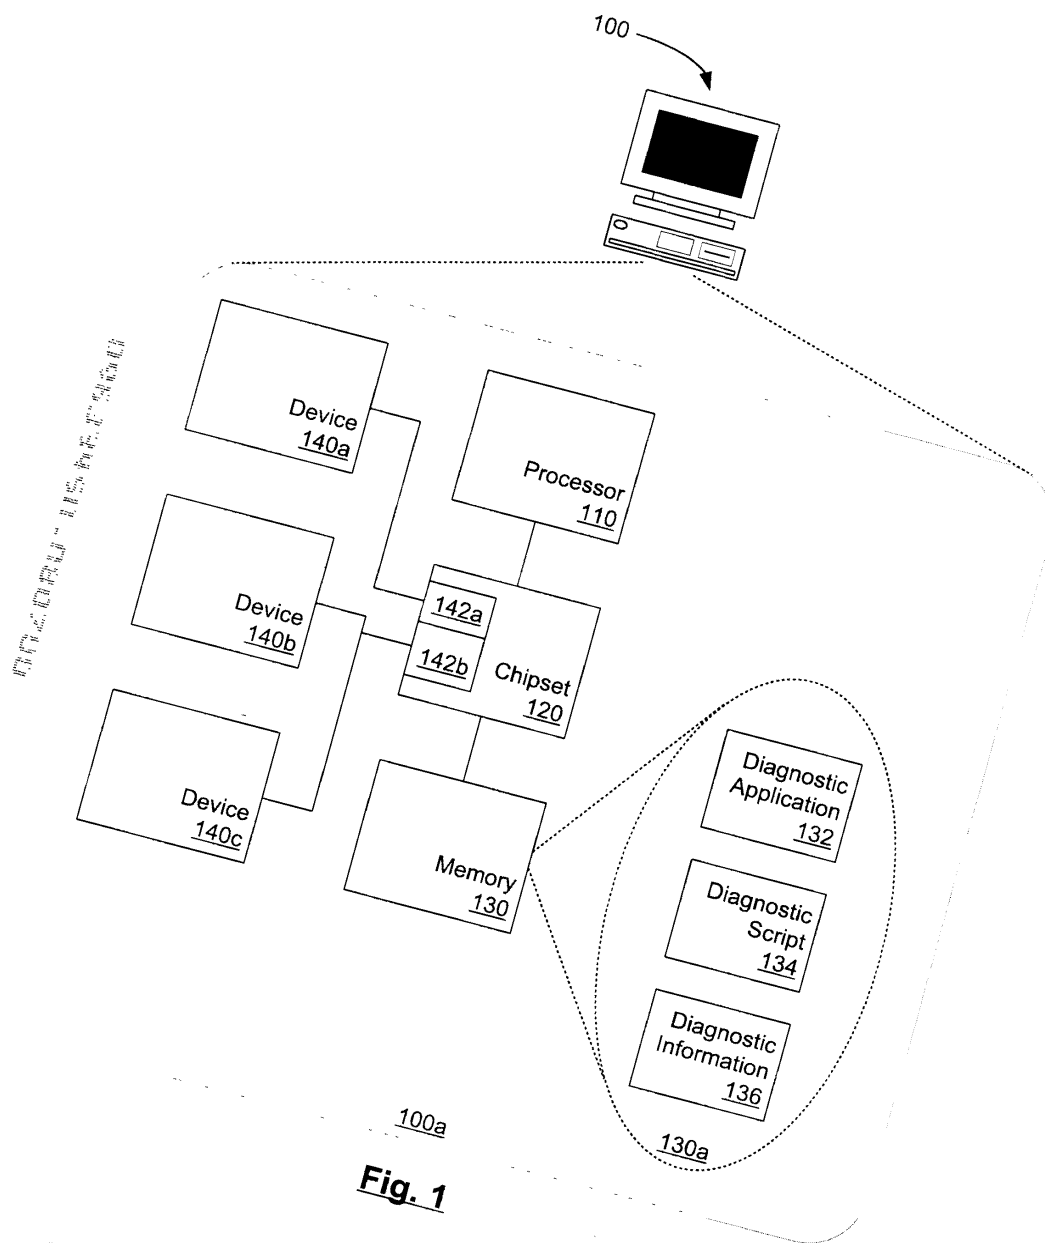 100
Device
140a
Processor
110
Device
140b
142a
142b
Chipset
120
Device
140c
Memory
130
Diagnostic
Application
132
Diagnostic
Script
134
Diagnostic
Information
136
130a
100a
Fig. 1